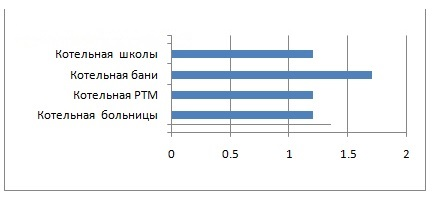 Котельная школы
Котельная бани
Котельная РТМ
Котельная больницы
0 0.5 1 1.5 2